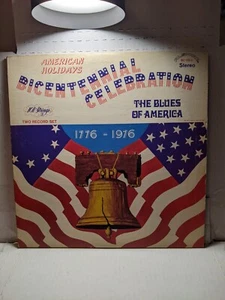 AMERICAN
HOLIDAYS
BICENTENNIAL
CELEBRATION
Stereo
THE BLUES
OF AMERICA
TWO RECORD SET
1776 - 1976